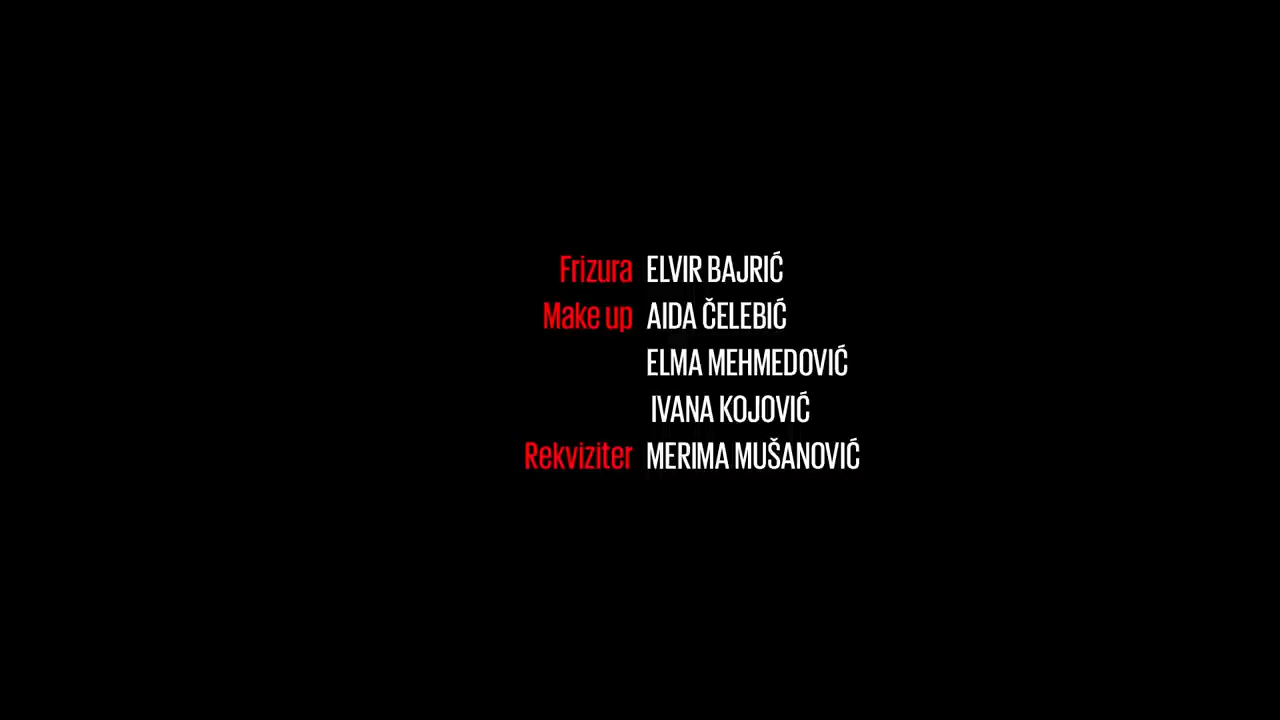 Frizura ELVIR BAJRIĆ
Make up AIDA ČELEBIĆ
ELMA MEHMEDOVIĆ
IVANA KOJOVIĆ
Rekviziter MERIMA MUŠANOVIĆ